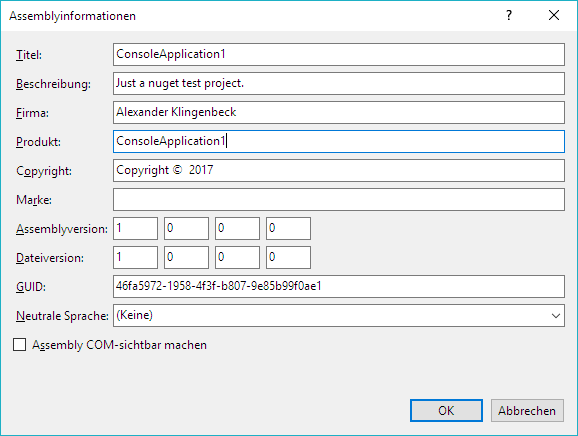 Assemblyinformationen ?
Titel: ConsoleApplication1
Beschreibung: Just a nuget test project.
Firma: Alexander Klingenbeck
Produkt: ConsoleApplication1
Copyright: Copyright ©  2017
Marke:
Assemblyversion: 1 0 0 0
Dateiversion: 1 0 0 0
GUID: 46fa5972-1958-4f3f-b807-9e85b99f0ae1
Neutrale Sprache: (Keine)
Assembly COM-sichtbar machen
OK Abbrechen